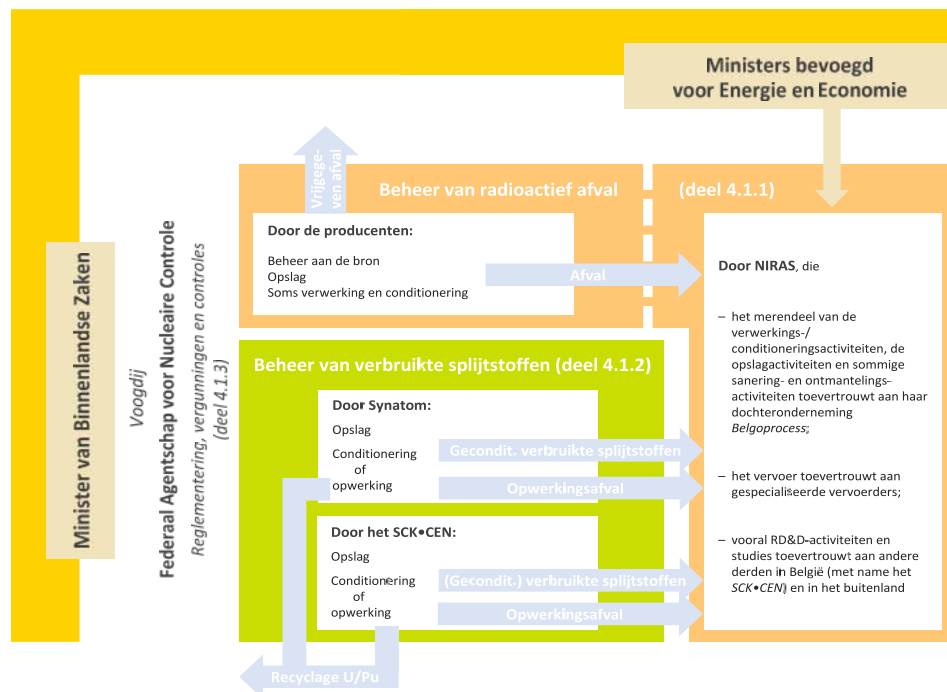 Ministers bevoegd
voor Energie en Economie
Minister van Binnenlandse Zaken
Voogdij
Federaal Agentschap voor Nucleaire Controle
Reglementering, vergunningen en controles
(deel 4.1.3)
Vrijgege-
ven afval
Beheer van radioactief afval
(deel 4.1.1)
Door de producenten:
Beheer aan de bron
Opslag
Soms verwerking en conditionering
Afval
Beheer van verbruikte splijtstoffen (deel 4.1.2)
Door Synatom:
Opslag
Conditionering
of
opwerking
Gecondit. verbruikte splijtstoffen
Opwerkingsafval
Door het SCK•CEN:
Opslag
Conditionering
of
opwerking
(Gecondit.) verbruikte splijtstoffen
Opwerkingsafval
Recyclage U/Pu
Door NIRAS, die
– het merendeel van de
verwerkings-/
conditioneringsactiviteiten, de
opslagactiviteiten en sommige
sanering- en ontmantelings-
activiteiten toevertrouwt aan haar
dochteronderneming
Belgoprocess;
– het vervoer toevertrouwt aan
gespecialiseerde vervoerders;
– vooral RD&D-activiteiten en
studies toevertrouwt aan andere
derden in België (met name het
SCK•CEN) en in het buitenland